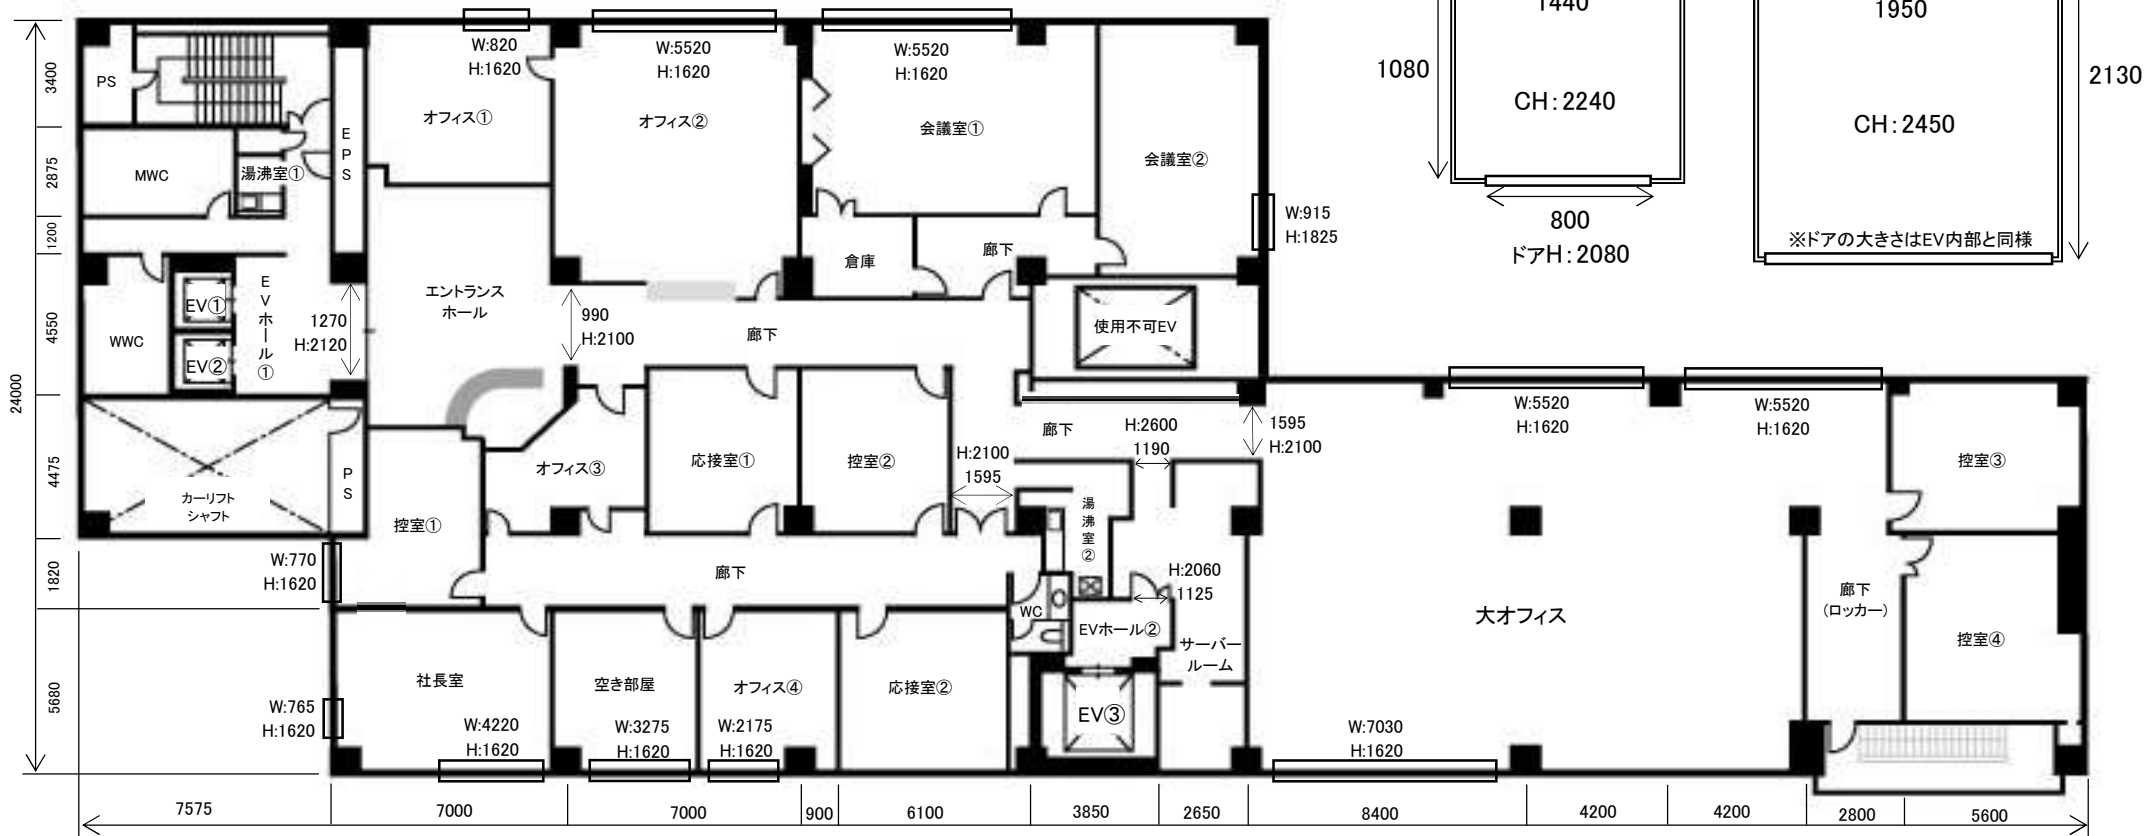 1440
1950
1080
2130
CH:2240
CH:2450
800
ドアH:2080
※ドアの大きさはEV内部と同様
W:820
H:1620
W:5520
H:1620
W:5520
H:1620
3400
PS
オフィス①
オフィス②
会議室①
会議室②
EPS
2875
MWC
湯沸室①
W:915
H:1825
1200
倉庫
廊下
EV①
EVホール①
エントランス
ホール
1270
H:2120
990
H:2100
廊下
使用不可EV
4550
WWC
EV②
24000
W:5520
H:1620
W:5520
H:1620
4475
カーリフト
シャフト
PS
控室①
オフィス③
応接室①
控室②
廊下
H:2600
1190
1595
H:2100
H:2100
1595
控室③
湯沸室②
W:770
H:1620
1820
廊下
H:2060
1125
WC
EVホール②
サーバー
ルーム
大オフィス
廊下
(ロッカー)
控室④
5680
社長室
空き部屋
オフィス④
応接室②
EV③
W:765
H:1620
W:4220
H:1620
W:3275
H:1620
W:2175
H:1620
W:7030
H:1620
7575
7000
7000
900
6100
3850
2650
8400
4200
4200
2800
5600